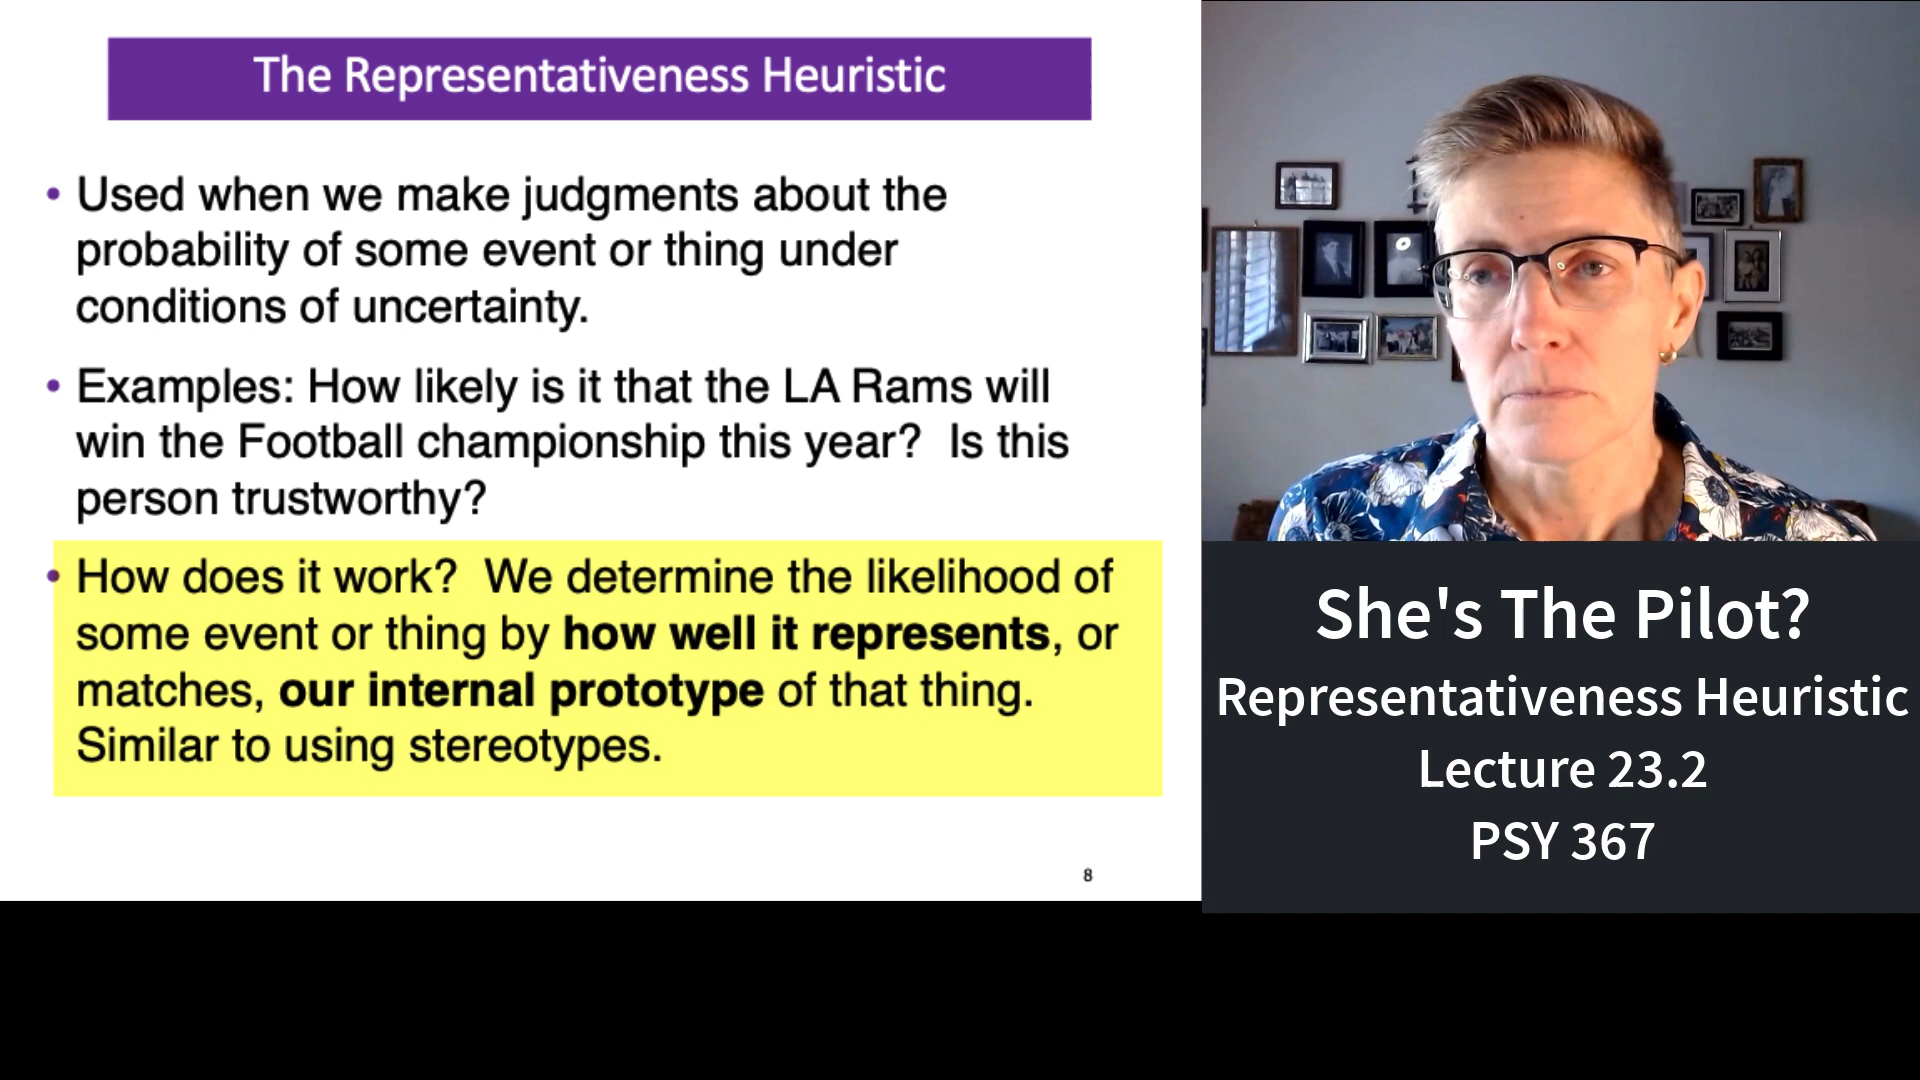 The Representativeness Heuristic
• Used when we make judgments about the
probability of some event or thing under
conditions of uncertainty.
• Examples: How likely is it that the LA Rams will
win the Football championship this year?  Is this
person trustworthy?
• How does it work?  We determine the likelihood of
some event or thing by how well it represents, or
matches, our internal prototype of that thing.
Similar to using stereotypes.
8
She's The Pilot?
Representativeness Heuristic
Lecture 23.2
PSY 367